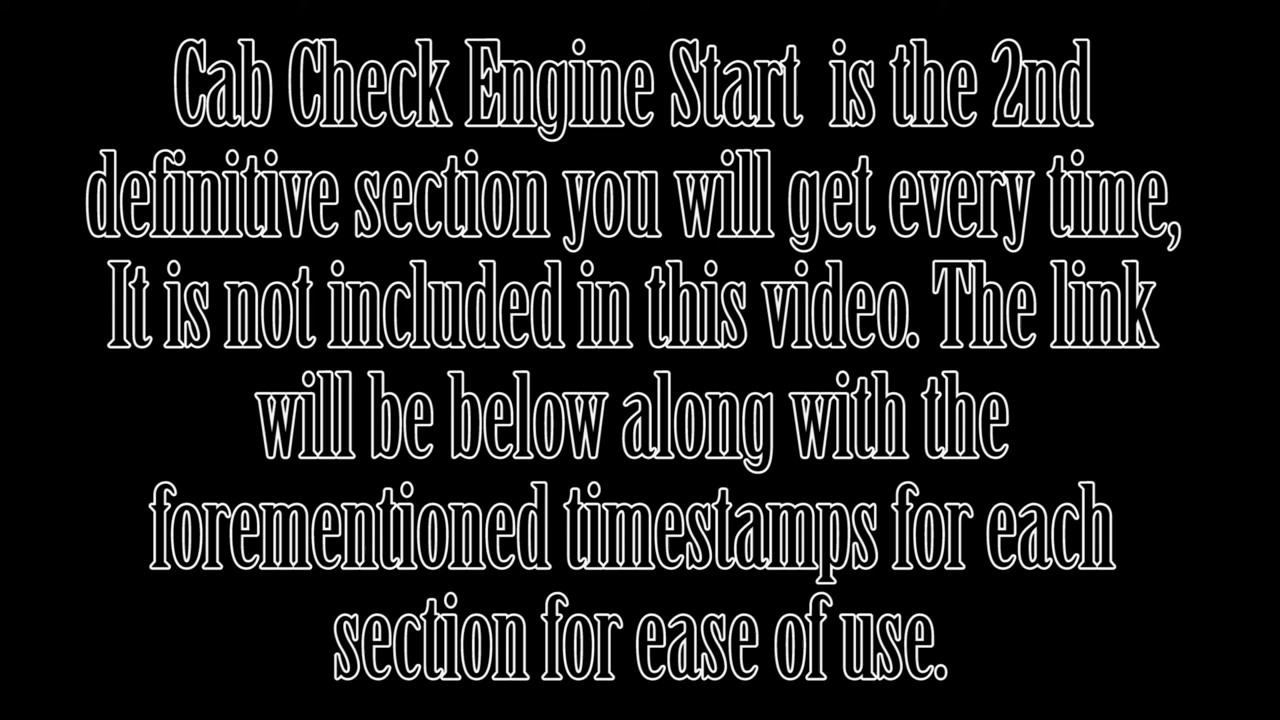 Cab Check Engine Start is the 2nd
definitive section you will get every time,
It is not included in this video. The link
will be below along with the
forementioned timestamps for each
section for ease of use.